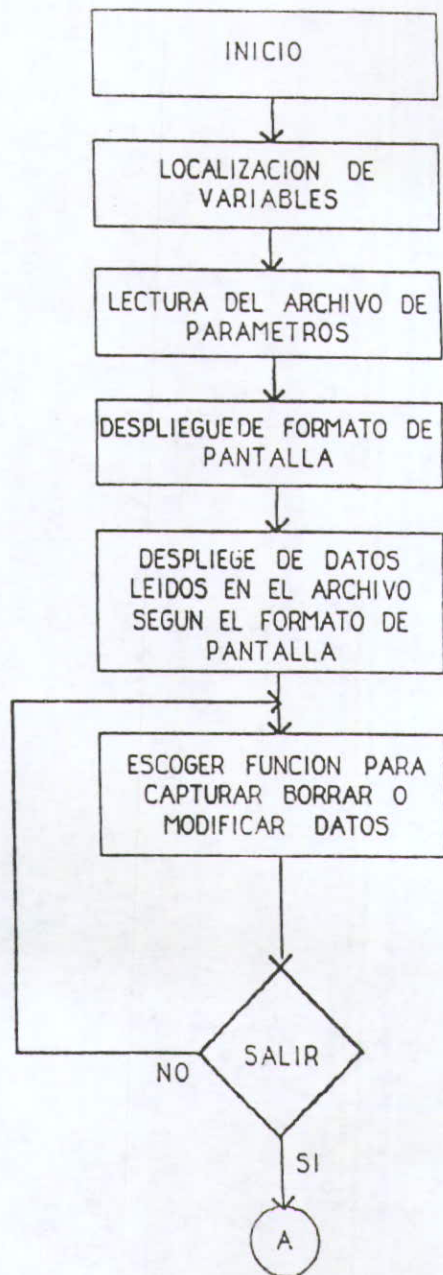 INICIO
LOCALIZACION DE
VARIABLES
LECTURA DEL ARCHIVO DE
PARAMETROS
DESPLIEGUEDE FORMATO DE
PANTALLA
DESPLIEGE DE DATOS
LEIDOS EN EL ARCHIVO
SEGUN EL FORMATO DE
PANTALLA
ESCOGER FUNCION PARA
CAPTURAR BORRAR O
MODIFICAR DATOS
SALIR
NO
SI
A